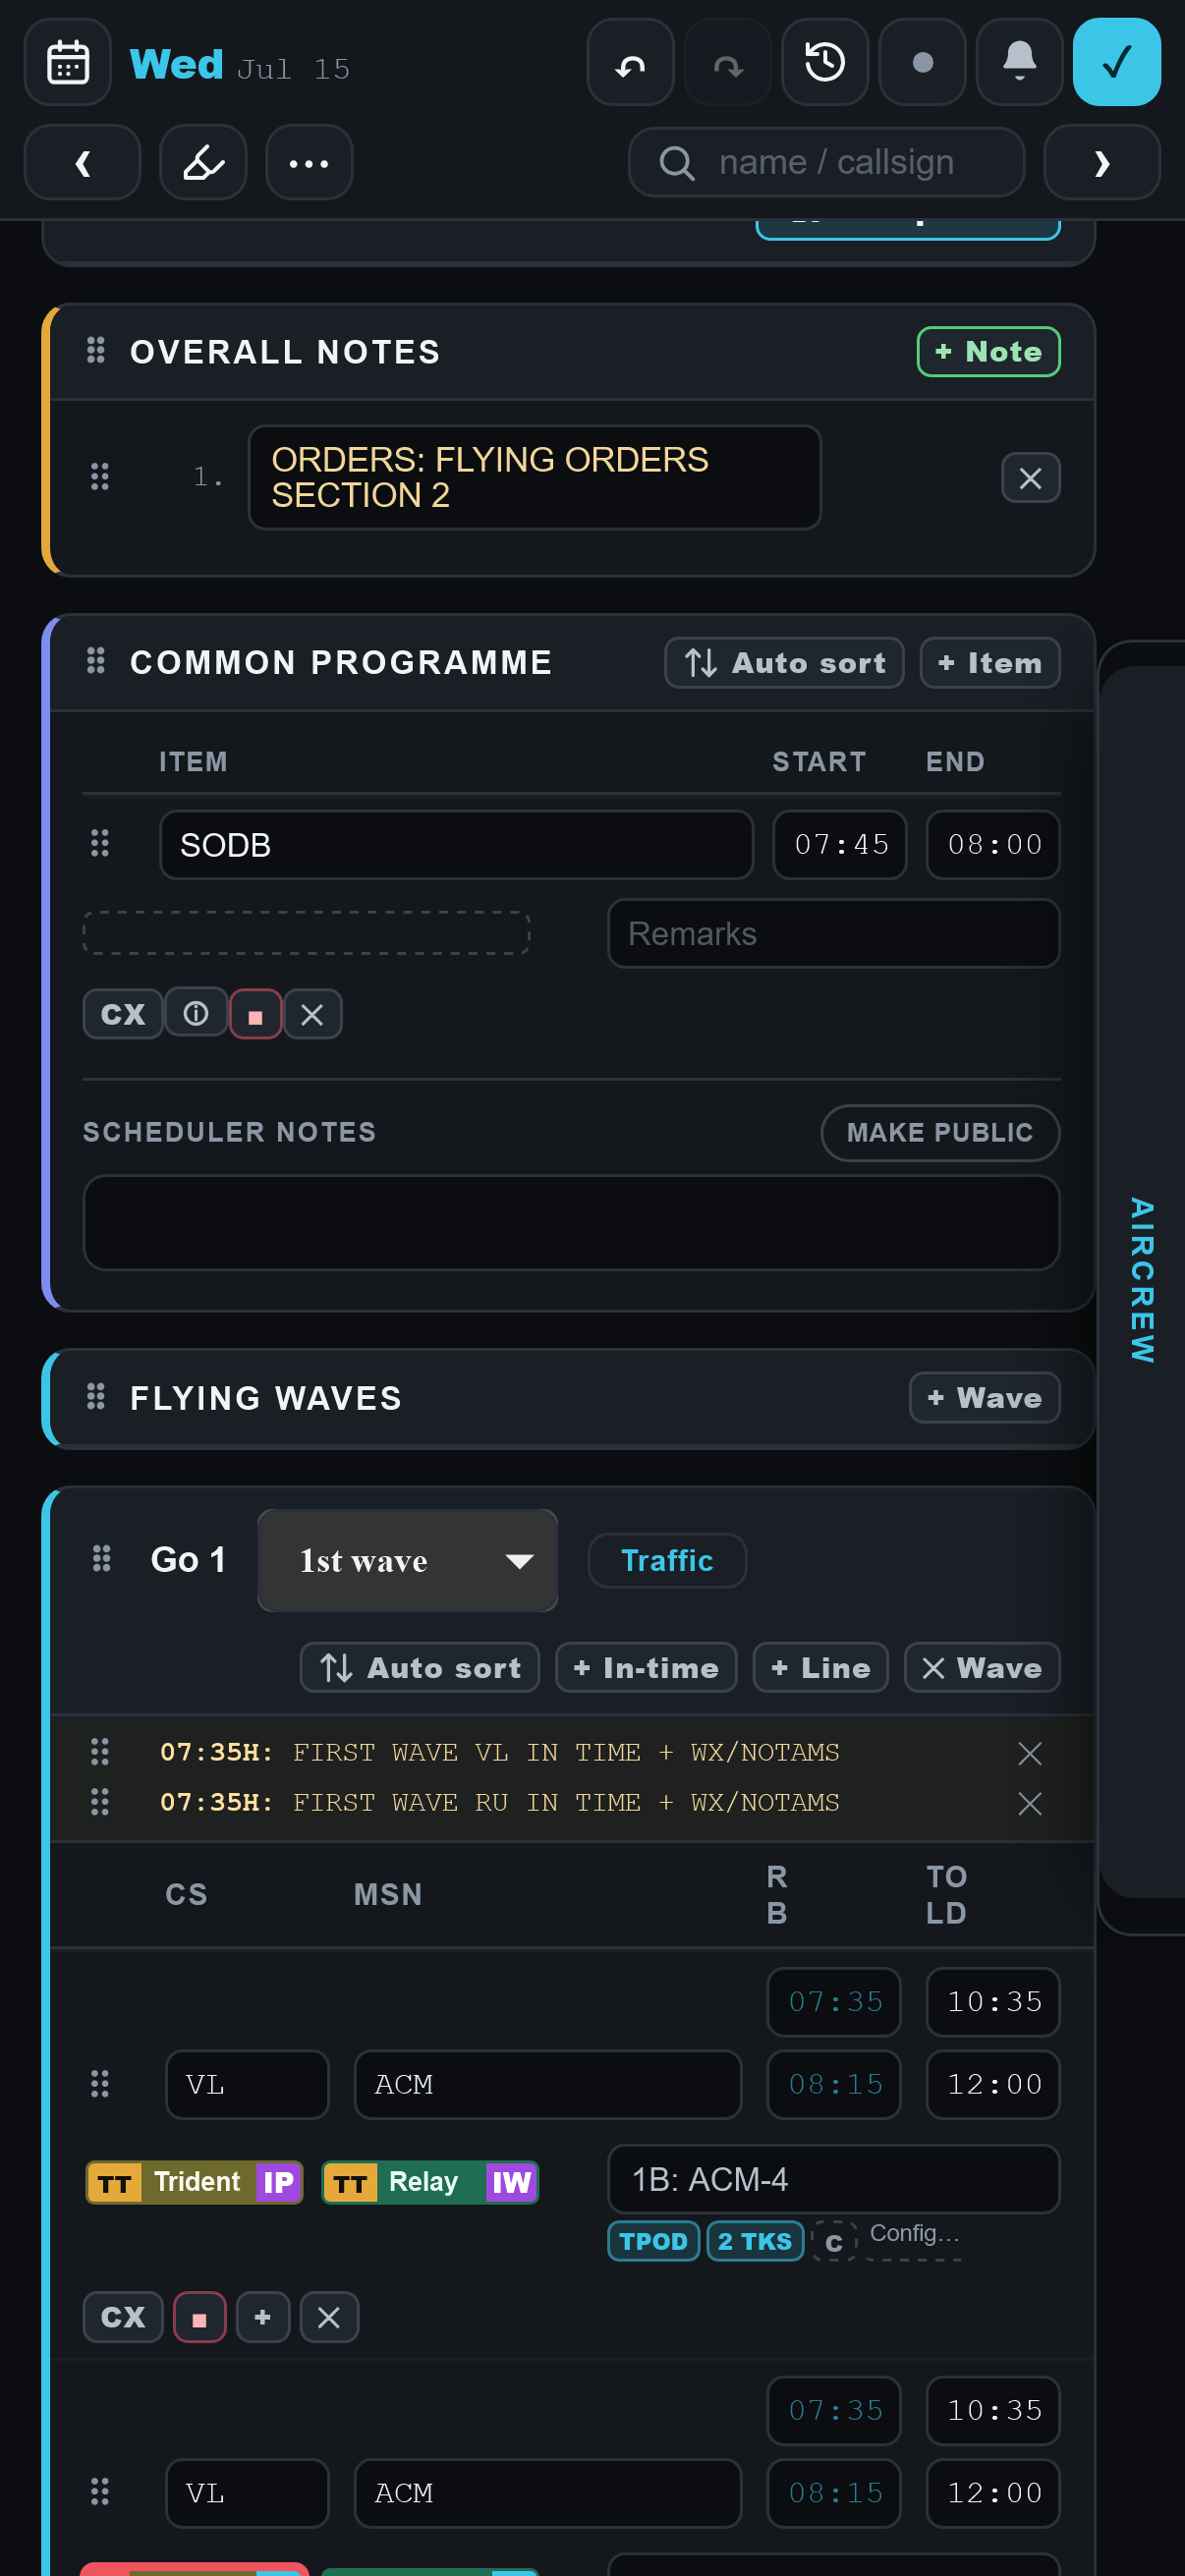 Wed Jul 15
name / callsign
OVERALL NOTES
+ Note
1.
ORDERS: FLYING ORDERS
SECTION 2
COMMON PROGRAMME
Auto sort
+ Item
ITEM START END
SODB 07:45 08:00
Remarks
CX
SCHEDULER NOTES
MAKE PUBLIC
AIRCREW
FLYING WAVES
+ Wave
Go 1
1st wave
Traffic
Auto sort
+ In-time
+ Line
× Wave
07:35H: FIRST WAVE VL IN TIME + WX/NOTAMS
07:35H: FIRST WAVE RU IN TIME + WX/NOTAMS
CS MSN R TO
B LD
07:35 10:35
VL ACM 08:15 12:00
TT Trident IP TT Relay IW
1B: ACM-4
TPOD 2 TKS C Config…
CX +
07:35 10:35
VL ACM 08:15 12:00